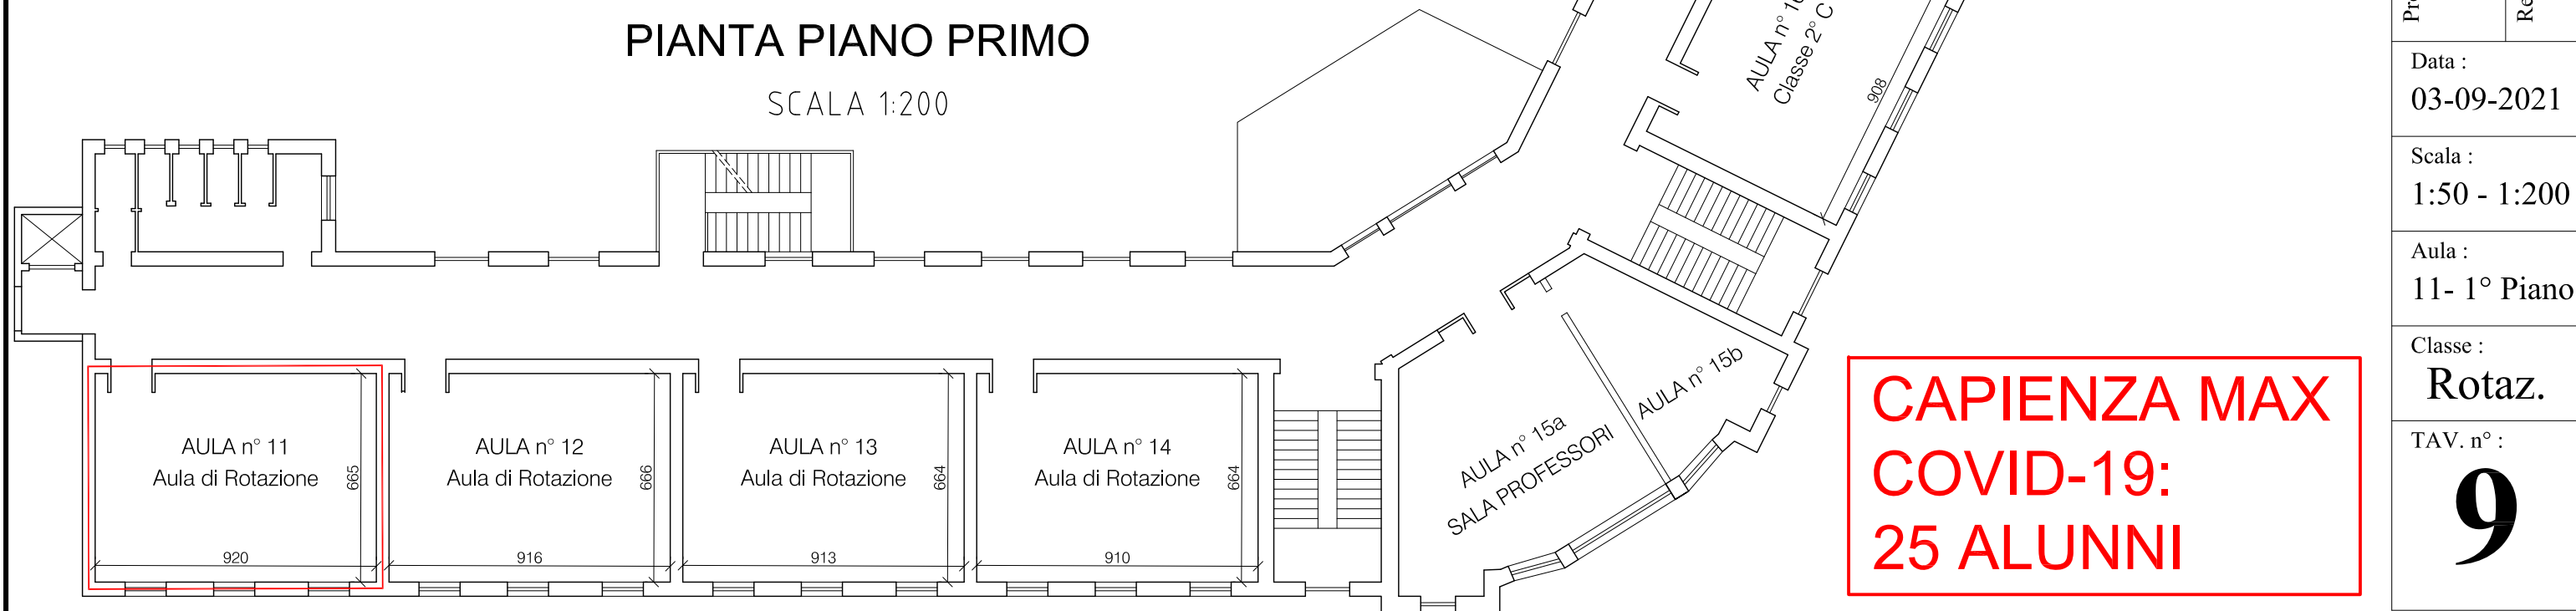 PIANTA PIANO PRIMO
SCALA 1:200
AULA n°
Classe 2° C
908
AULA n° 11
Aula di Rotazione
665
920
AULA n° 12
Aula di Rotazione
666
916
AULA n° 13
Aula di Rotazione
664
913
AULA n° 14
Aula di Rotazione
664
910
AULA n° 15a
SALA PROFESSORI
AULA n° 15b
CAPIENZA MAX
COVID-19:
25 ALUNNI
Data :
03-09-2021
Scala :
1:50 - 1:200
Aula :
11- 1° Piano
Classe :
Rotaz.
TAV. n° :
9